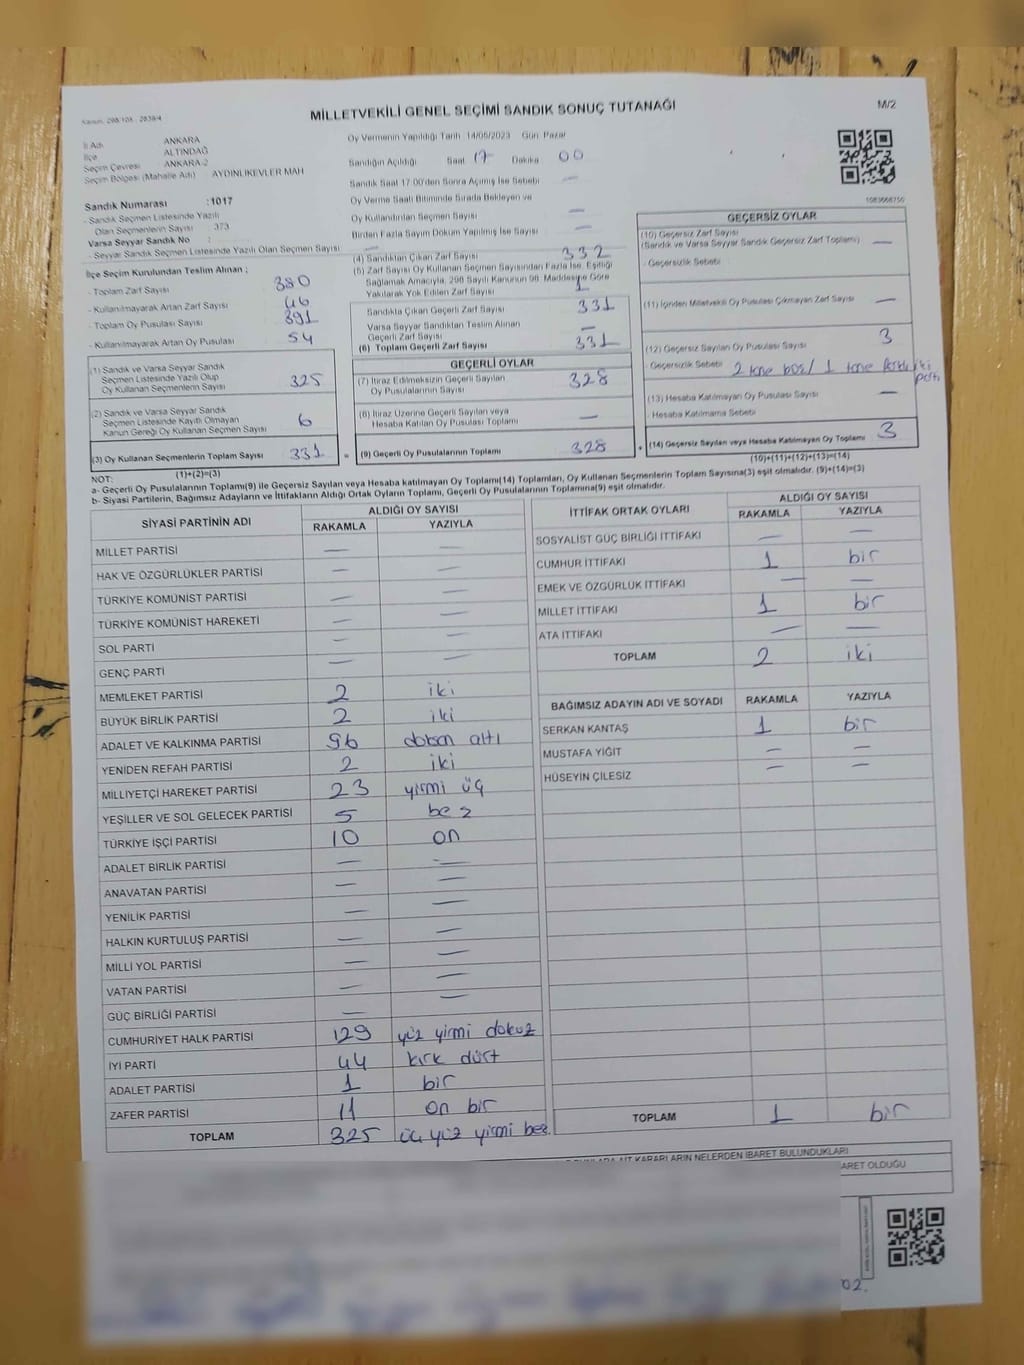 Kanun: 298/105 - 2839/4
MİLLETVEKİLİ GENEL SEÇİMİ SANDIK SONUÇ TUTANAĞI
M/2
İl Adı ANKARA
İlçe ALTINDAĞ
Seçim Çevresi ANKARA-2
Seçim Bölgesi (Mahalle Adı) : AYDINLIKEVLER MAH
Sandık Numarası :1017
- Sandık Seçmen Listesinde Yazılı
Olan Seçmenlerin Sayısı : 373
Varsa Seyyar Sandık No :
- Seyyar Sandık Seçmen Listesinde Yazılı Olan Seçmen Sayısı: —
Oy Vermenin Yapıldığı Tarih 14/05/2023 Gün: Pazar
Sandığın Açıldığı Saat 17 Dakika 00
Sandık Saat 17.00'den Sonra Açılmış İse Sebebi —
Oy Verme Saati Bitiminde Sırada Bekleyen ve
Oy Kullandırılan Seçmen Sayısı —
Birden Fazla Sayım Döküm Yapılmış İse Sayısı —
1083668750
İlçe Seçim Kurulundan Teslim Alınan ;
- Toplam Zarf Sayısı 380
- Kullanılmayarak Artan Zarf Sayısı 46
- Toplam Oy Pusulası Sayısı 391
- Kullanılmayarak Artan Oy Pusulası 54
(1) Sandık ve Varsa Seyyar Sandık
Seçmen Listesinde Yazılı Olup
Oy Kullanan Seçmenlerin Sayısı 325
(2) Sandık ve Varsa Seyyar Sandık
Seçmen Listesinde Kayıtlı Olmayan
Kanun Gereği Oy Kullanan Seçmen Sayısı 6
(3) Oy Kullanan Seçmenlerin Toplam Sayısı 331
(1)+(2)=(3)
(4) Sandıktan Çıkan Zarf Sayısı 332
(5) Zarf Sayısı Oy Kullanan Seçmen Sayısından Fazla İse, Eşitliği
Sağlamak Amacıyla, 298 Sayılı Kanunun 98. Maddesine Göre
Yakılarak Yok Edilen Zarf Sayısı 1
Sandıkta Çıkan Geçerli Zarf Sayısı 331
Varsa Seyyar Sandıktan Teslim Alınan
Geçerli Zarf Sayısı —
(6) Toplam Geçerli Zarf Sayısı 331
GEÇERLİ OYLAR
(7) İtiraz Edilmeksizin Geçerli Sayılan
Oy Pusulasının Sayısı 328
(8) İtiraz Üzerine Geçerli Sayılan veya
Hesaba Katılan Oy Pusulası Toplamı —
= (9) Geçerli Oy Pusulalarının Toplamı 328
GEÇERSİZ OYLAR
(10) Geçersiz Zarf Sayısı
(Sandık ve Varsa Seyyar Sandık Geçersiz Zarf Toplamı) —
- Geçersizlik Sebebi :
(11) İçinden Milletvekili Oy Pusulası Çıkmayan Zarf Sayısı —
(12) Geçersiz Sayılan Oy Pusulası Sayısı 3
- Geçersizlik Sebebi : 2 tane boş / 1 tane farklı iki
parti
(13) Hesaba Katılmayan Oy Pusulası Sayısı —
- Hesaba Katılmama Sebebi :
+ (14) Geçersiz Sayılan veya Hesaba Katılmayan Oy Toplamı 3
(10)+(11)+(12)+(13)=(14)
NOT:
a- Geçerli Oy Pusulalarının Toplamı(9) ile Geçersiz Sayılan veya Hesaba katılmayan Oy Toplamı(14) Toplamları, Oy Kullanan Seçmenlerin Toplam Sayısına(3) eşit olmalıdır. (9)+(14)=(3)
b- Siyasi Partilerin, Bağımsız Adayların ve İttifakların Aldığı Ortak Oyların Toplamı, Geçerli Oy Pusulalarının Toplamına(9) eşit olmalıdır.
SİYASİ PARTİNİN ADI ALDIĞI OY SAYISI
RAKAMLA YAZIYLA
MİLLET PARTİSİ — —
HAK VE ÖZGÜRLÜKLER PARTİSİ — —
TÜRKİYE KOMÜNİST PARTİSİ — —
TÜRKİYE KOMÜNİST HAREKETİ — —
SOL PARTİ — —
GENÇ PARTİ — —
MEMLEKET PARTİSİ 2 iki
BÜYÜK BİRLİK PARTİSİ 2 iki
ADALET VE KALKINMA PARTİSİ 96 doksan altı
YENİDEN REFAH PARTİSİ 2 iki
MİLLİYETÇİ HAREKET PARTİSİ 23 yirmi üç
YEŞİLLER VE SOL GELECEK PARTİSİ 5 beş
TÜRKİYE İŞÇİ PARTİSİ 10 on
ADALET BİRLİK PARTİSİ — —
ANAVATAN PARTİSİ — —
YENİLİK PARTİSİ — —
HALKIN KURTULUŞ PARTİSİ — —
MİLLİ YOL PARTİSİ — —
VATAN PARTİSİ — —
GÜÇ BİRLİĞİ PARTİSİ — —
CUMHURİYET HALK PARTİSİ 129 yüz yirmi dokuz
İYİ PARTİ 44 kırk dört
ADALET PARTİSİ 1 bir
ZAFER PARTİSİ 11 on bir
TOPLAM 325 üç yüz yirmi beş
İTTİFAK ORTAK OYLARI ALDIĞI OY SAYISI
RAKAMLA YAZIYLA
SOSYALİST GÜÇ BİRLİĞİ İTTİFAKI — —
CUMHUR İTTİFAKI 1 bir
EMEK VE ÖZGÜRLÜK İTTİFAKI — —
MİLLET İTTİFAKI 1 bir
ATA İTTİFAKI — —
TOPLAM 2 iki
BAĞIMSIZ ADAYIN ADI VE SOYADI RAKAMLA YAZIYLA
SERKAN KANTAŞ 1 bir
MUSTAFA YİĞİT — —
HÜSEYİN ÇİLESİZ — —
TOPLAM 1 bir
AİT KARARLARIN NELERDEN İBARET BULUNDUKLARI
İBARET OLDUĞU
02.